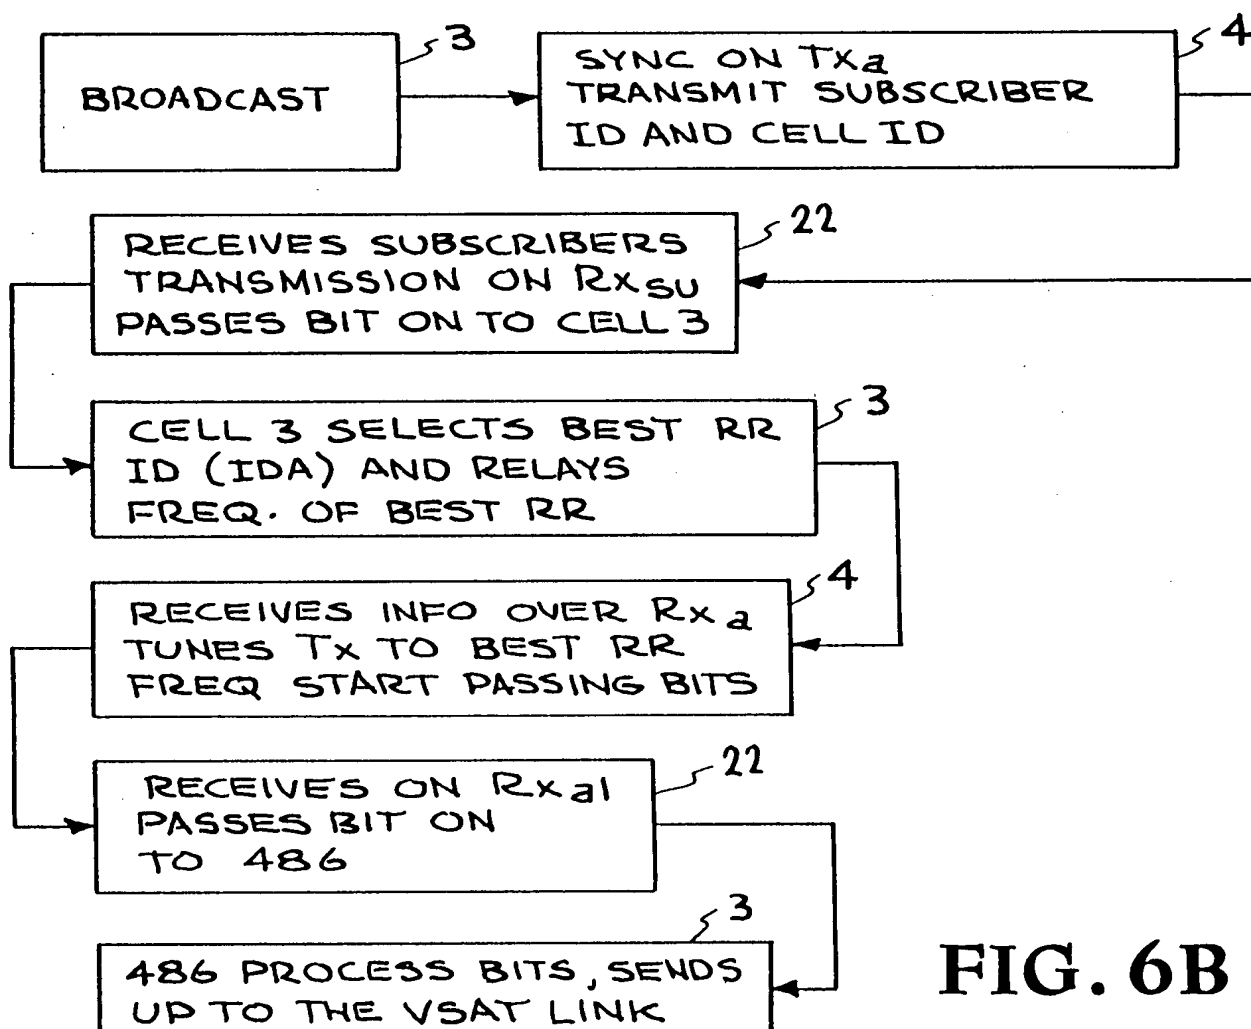 3
BROADCAST
4
SYNC ON Txa
TRANSMIT SUBSCRIBER
ID AND CELL ID
22
RECEIVES SUBSCRIBERS
TRANSMISSION ON RxSU
PASSES BIT ON TO CELL 3
3
CELL 3 SELECTS BEST RR
ID (IDA) AND RELAYS
FREQ. OF BEST RR
4
RECEIVES INFO OVER Rxa
TUNES Tx TO BEST RR
FREQ START PASSING BITS
22
RECEIVES ON Rxa1
PASSES BIT ON
TO 486
3
486 PROCESS BITS, SENDS
UP TO THE VSAT LINK
FIG. 6B